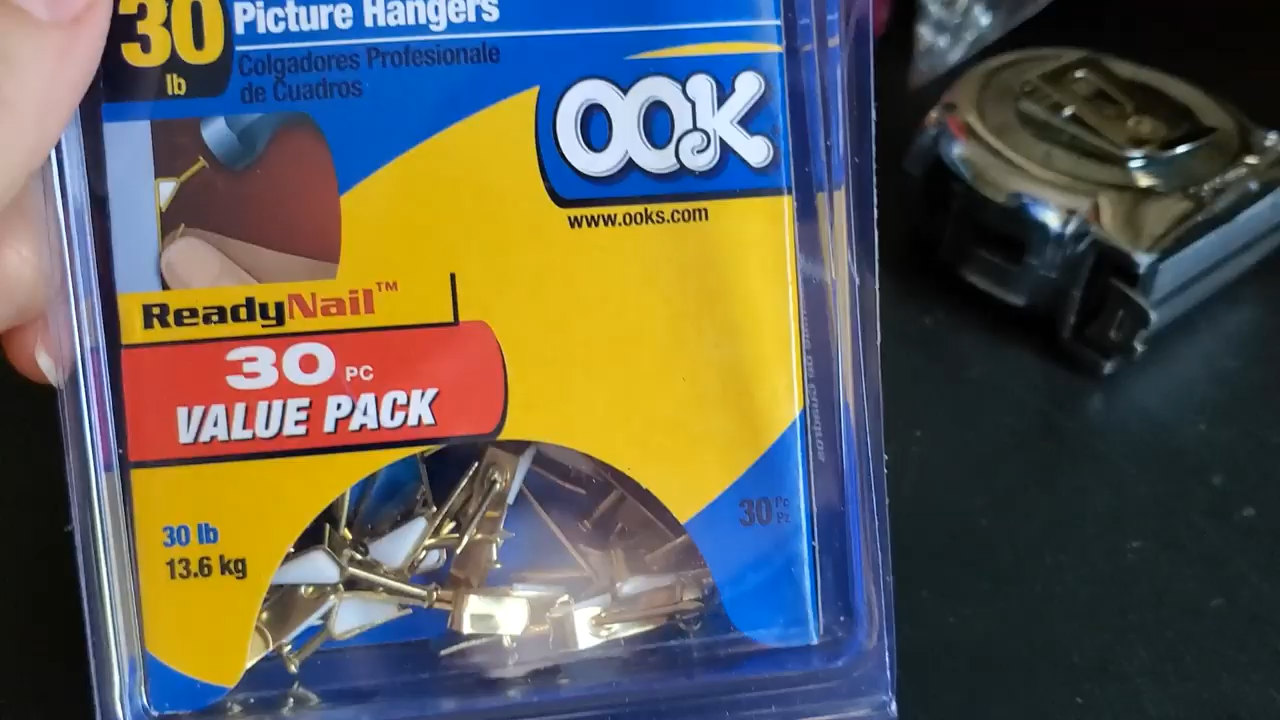 30
lb
Picture Hangers
Colgadores Profesionale
de Cuadros
OOK
www.ooks.com
ReadyNail™
30 PC
VALUE PACK
30 lb
13.6 kg
30 Pc
Pz